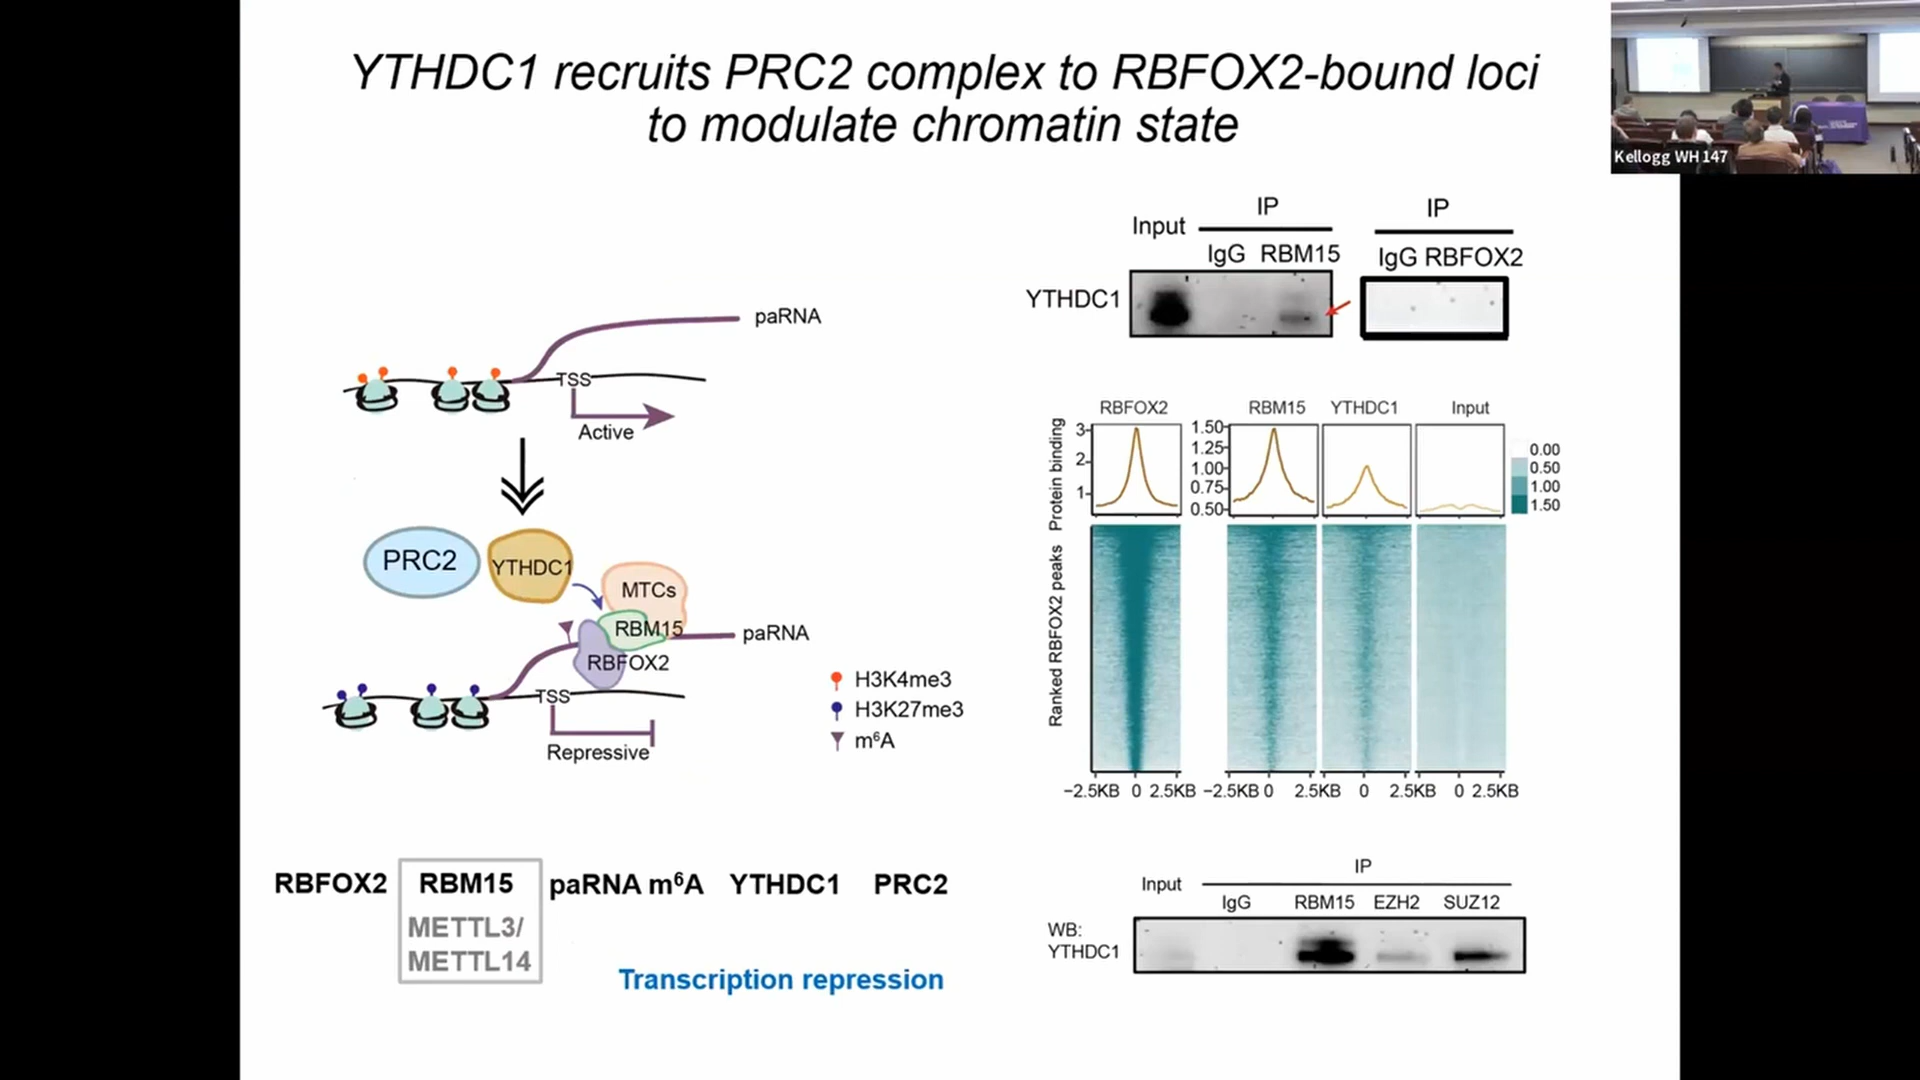 YTHDC1 recruits PRC2 complex to RBFOX2-bound loci
to modulate chromatin state
Kellogg WH 147
paRNA
TSS
Active
PRC2
YTHDC1
MTCs
RBM15
RBFOX2
paRNA
TSS
Repressive
H3K4me3
H3K27me3
m⁶A
RBFOX2 RBM15 paRNA m⁶A YTHDC1 PRC2
METTL3/
METTL14
Transcription repression
IP
Input
IgG RBM15
YTHDC1
IP
IgG RBFOX2
RBFOX2 RBM15 YTHDC1 Input
Protein binding
3
2
1
1.50
1.25
1.00
0.75
0.50
0.00
0.50
1.00
1.50
Ranked RBFOX2 peaks
−2.5KB 0 2.5KB −2.5KB 0 2.5KB 0 2.5KB 0 2.5KB
IP
Input
IgG RBM15 EZH2 SUZ12
WB:
YTHDC1